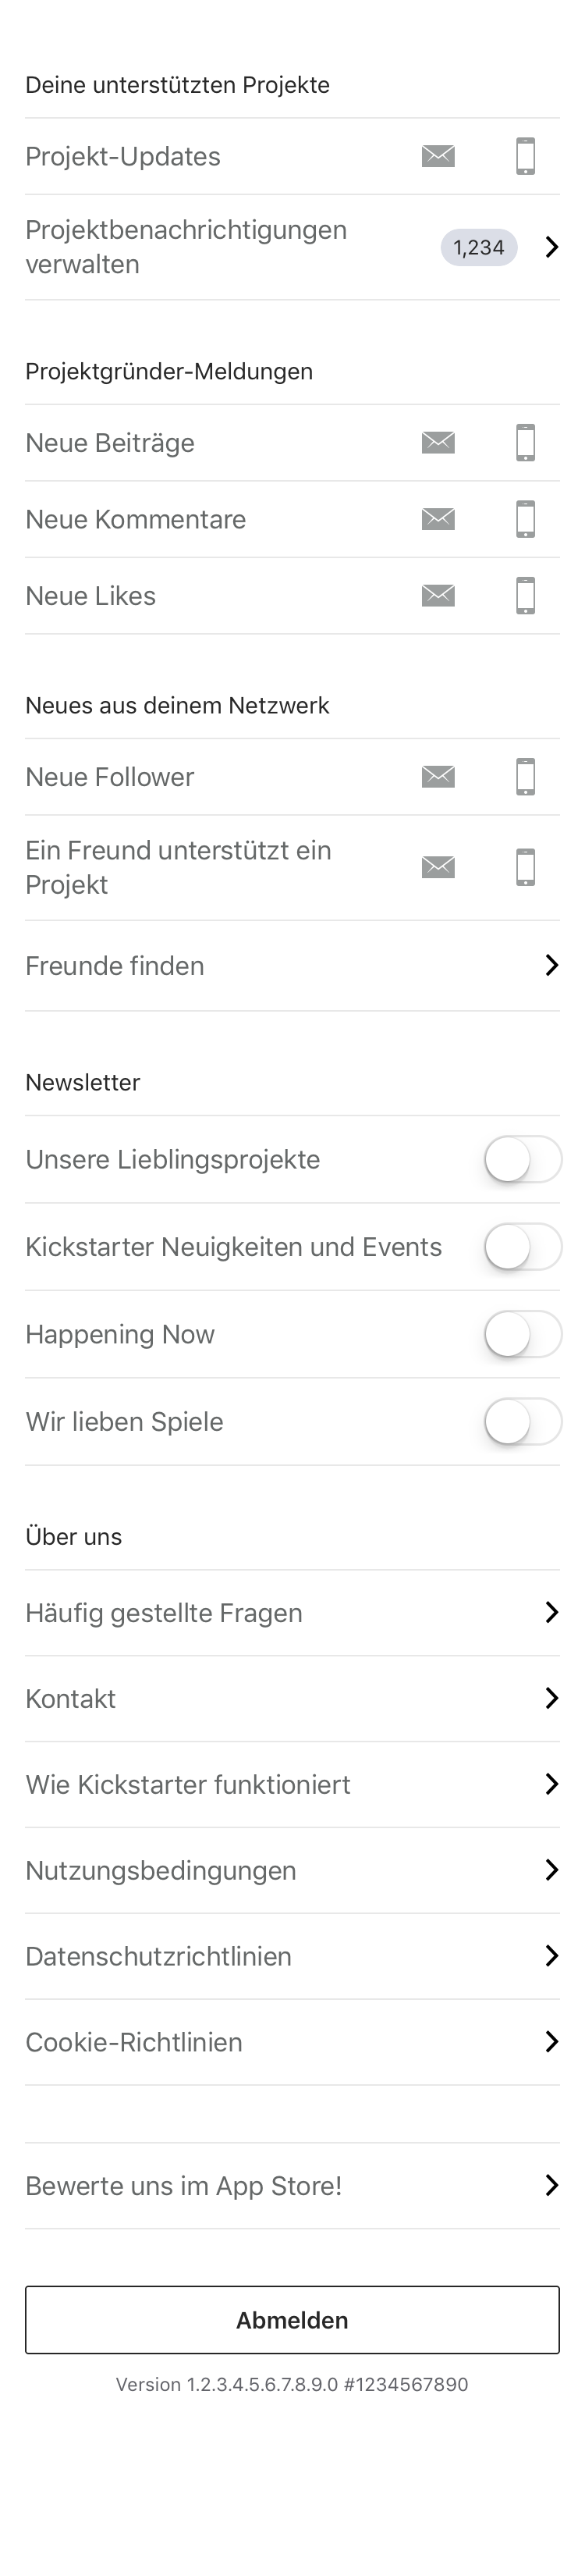 Deine unterstützten Projekte
Projekt-Updates
Projektbenachrichtigungen
verwalten
1,234
Projektgründer-Meldungen
Neue Beiträge
Neue Kommentare
Neue Likes
Neues aus deinem Netzwerk
Neue Follower
Ein Freund unterstützt ein
Projekt
Freunde finden
Newsletter
Unsere Lieblingsprojekte
Kickstarter Neuigkeiten und Events
Happening Now
Wir lieben Spiele
Über uns
Häufig gestellte Fragen
Kontakt
Wie Kickstarter funktioniert
Nutzungsbedingungen
Datenschutzrichtlinien
Cookie-Richtlinien
Bewerte uns im App Store!
Abmelden
Version 1.2.3.4.5.6.7.8.9.0 #1234567890